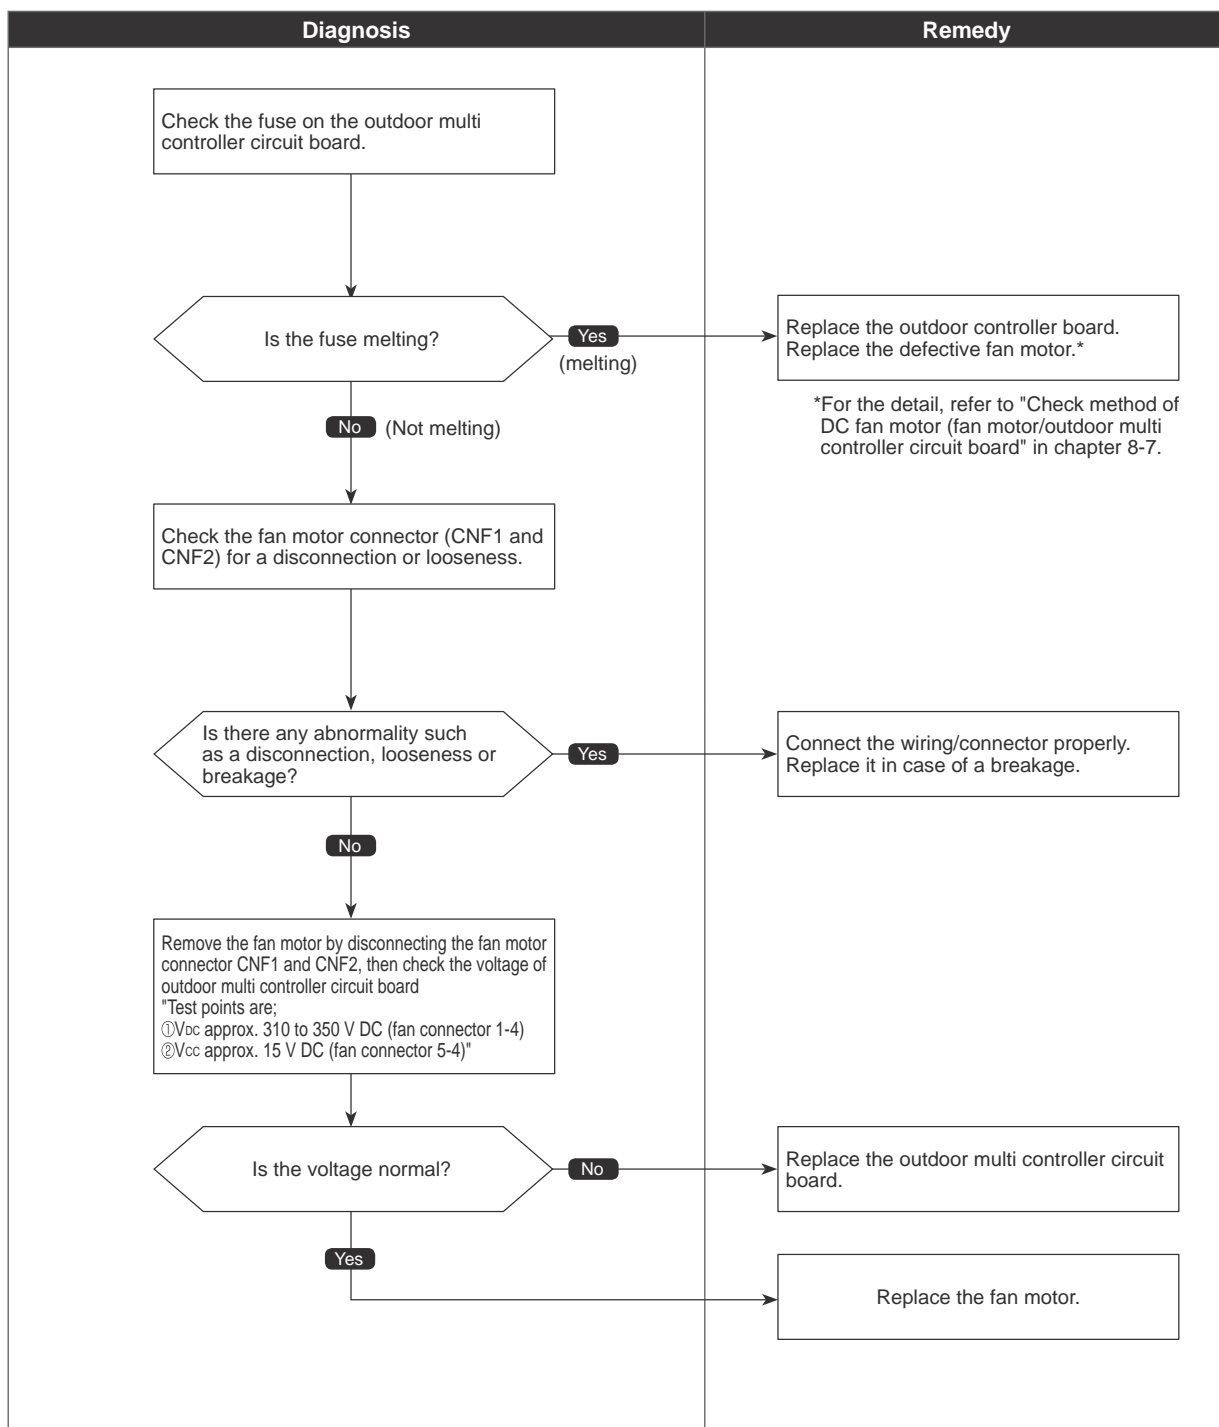 Diagnosis
Remedy
Check the fuse on the outdoor multi
controller circuit board.
Is the fuse melting?
Yes
(melting)
Replace the outdoor controller board.
Replace the defective fan motor.*
*For the detail, refer to "Check method of
DC fan motor (fan motor/outdoor multi
controller circuit board" in chapter 8-7.
No (Not melting)
Check the fan motor connector (CNF1 and
CNF2) for a disconnection or looseness.
Is there any abnormality such
as a disconnection, looseness or
breakage?
Yes
Connect the wiring/connector properly.
Replace it in case of a breakage.
No
Remove the fan motor by disconnecting the fan motor
connector CNF1 and CNF2, then check the voltage of
outdoor multi controller circuit board
"Test points are;
①VDC approx. 310 to 350 V DC (fan connector 1-4)
②VCC approx. 15 V DC (fan connector 5-4)"
Is the voltage normal?
No
Replace the outdoor multi controller circuit
board.
Yes
Replace the fan motor.